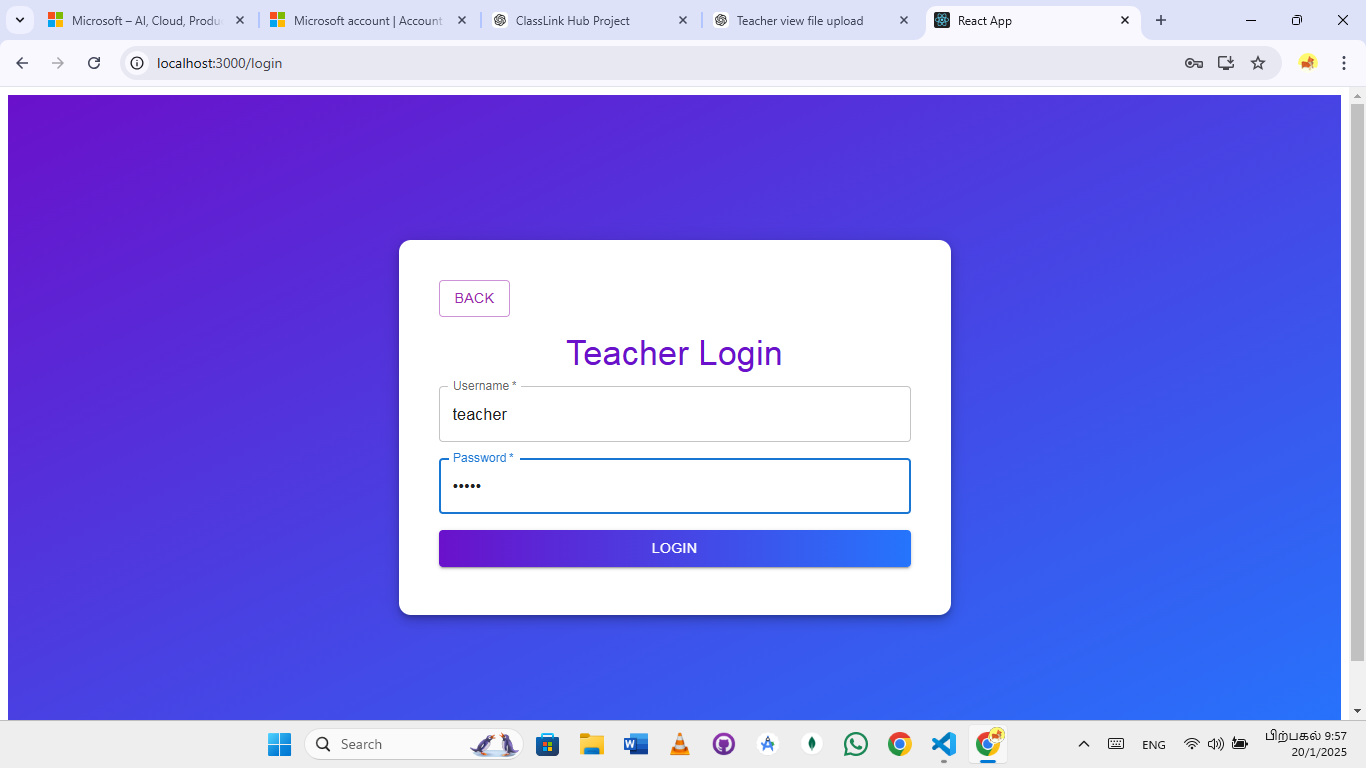 Microsoft – AI, Cloud, Produ
Microsoft account | Account
ClassLink Hub Project
Teacher view file upload
React App
localhost:3000/login
BACK
Teacher Login
Username *
teacher
Password *
•••••
LOGIN
Search
ENG
பிற்பகல் 9:57
20/1/2025